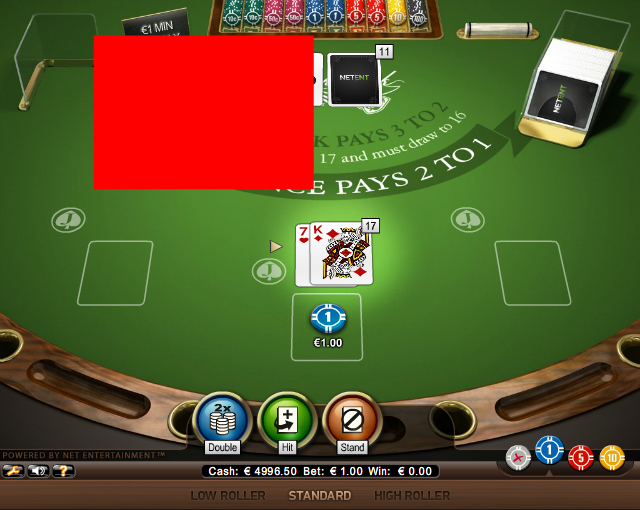 €1 MIN
11
NETENT
NETENT
PAYS 3 TO 2
17 and must draw to 16
PAYS 2 TO 1
7 K
17
1
€1.00
2x
Double
Hit
Stand
POWERED BY NET ENTERTAINMENT™
Cash: € 4996.50 Bet: € 1.00 Win: € 0.00
1 5 10
LOW ROLLER STANDARD HIGH ROLLER